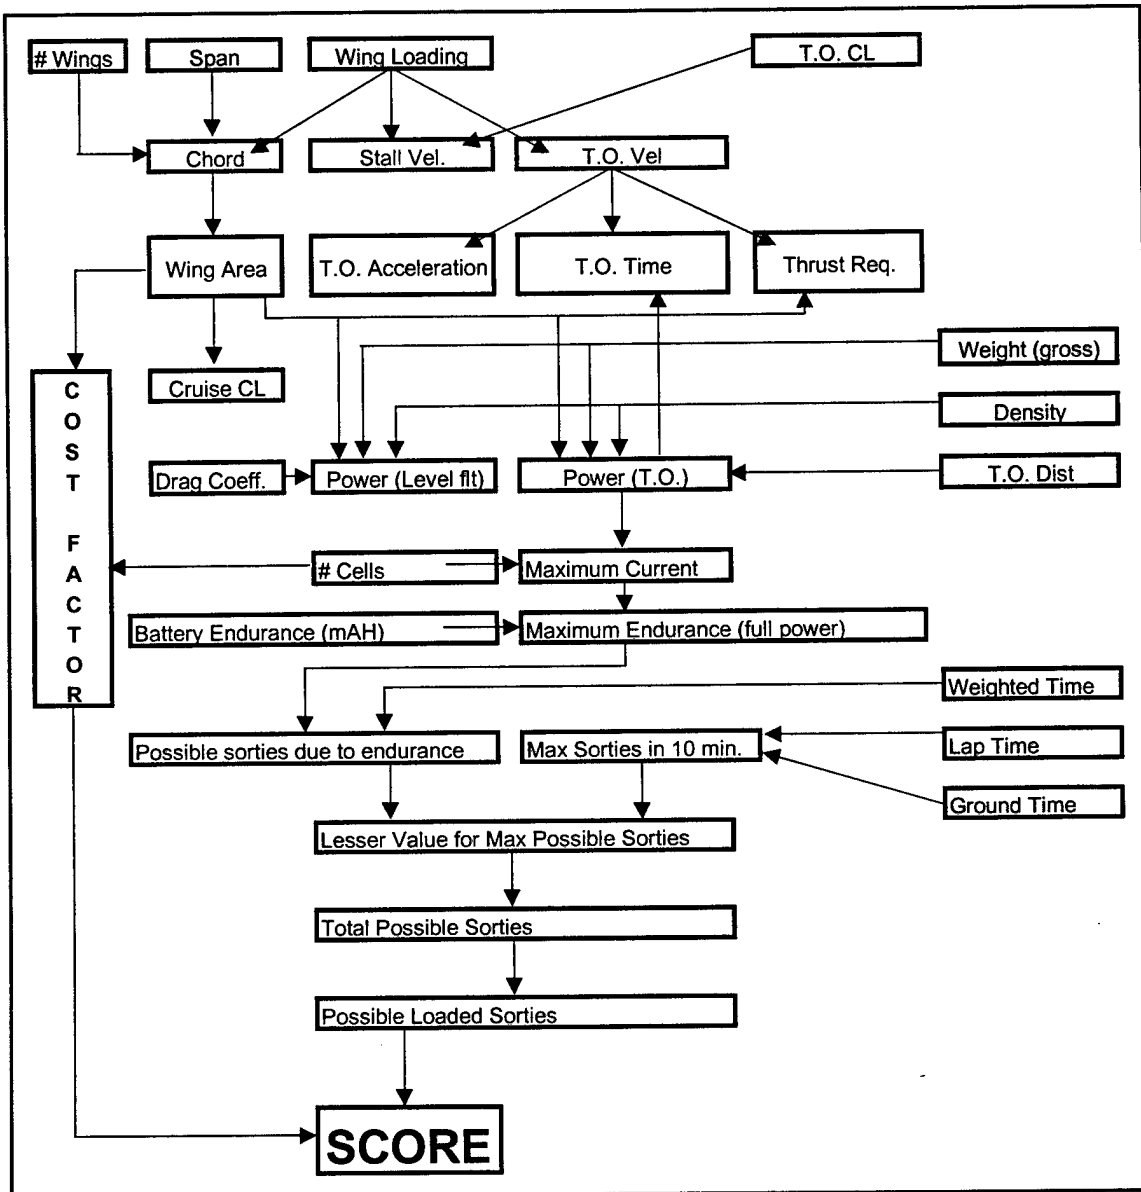 # Wings
Span
Wing Loading
T.O. CL
Chord
Stall Vel.
T.O. Vel
Wing Area
T.O. Acceleration
T.O. Time
Thrust Req.
Weight (gross)
COST FACTOR
Cruise CL
Density
Drag Coeff.
Power (Level flt)
Power (T.O.)
T.O. Dist
# Cells
Maximum Current
Battery Endurance (mAH)
Maximum Endurance (full power)
Weighted Time
Possible sorties due to endurance
Max Sorties in 10 min.
Lap Time
Ground Time
Lesser Value for Max Possible Sorties
Total Possible Sorties
Possible Loaded Sorties
SCORE